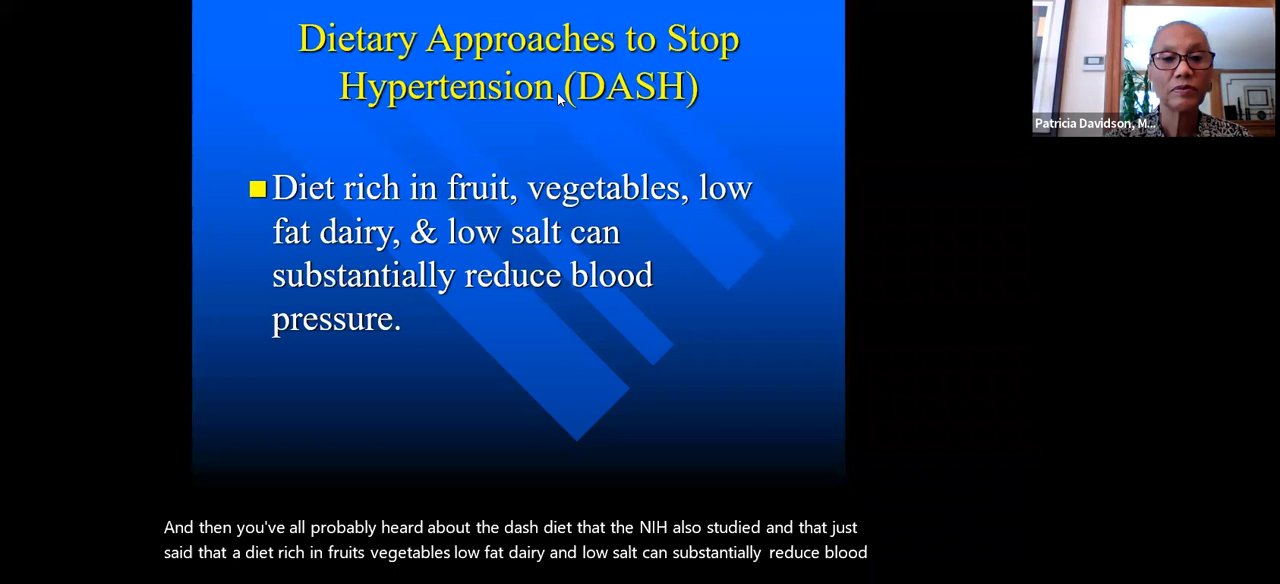 Dietary Approaches to Stop
Hypertension (DASH)
Diet rich in fruit, vegetables, low
fat dairy, & low salt can
substantially reduce blood
pressure.
Patricia Davidson, M...
And then you've all probably heard about the dash diet that the NIH also studied and that just
said that a diet rich in fruits vegetables low fat dairy and low salt can substantially reduce blood